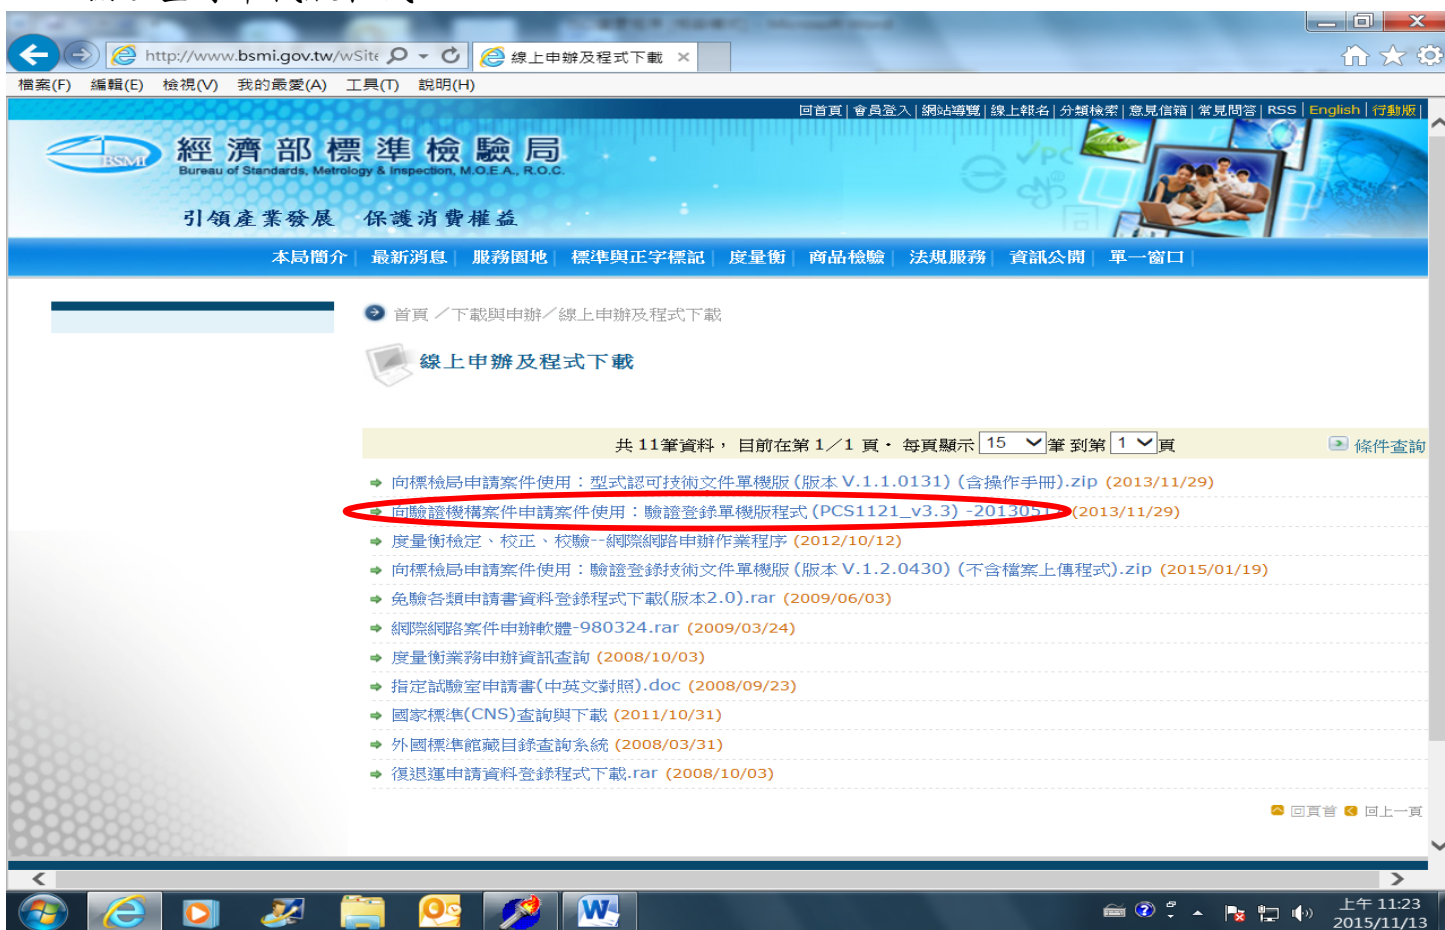 http://www.bsmi.gov.tw/wSite
線上申辦及程式下載
檔案(F) 編輯(E) 檢視(V) 我的最愛(A) 工具(T) 說明(H)
回首頁| 會員登入| 網站導覽| 線上報名| 分類檢索| 意見信箱| 常見問答| RSS | English | 行動版|
BSMI 經濟部標準檢驗局
Bureau of Standards, Metrology & Inspection, M.O.E.A., R.O.C.
引領產業發展 保護消費權益
本局簡介| 最新消息| 服務園地| 標準與正字標記| 度量衡| 商品檢驗| 法規服務| 資訊公開| 單一窗口|
首頁／下載與申辦／線上申辦及程式下載
線上申辦及程式下載
共 11筆資料， 目前在第 1／1 頁‧ 每頁顯示 15 筆 到第 1 頁
條件查詢
向標檢局申請案件使用：型式認可技術文件單機版 (版本 V.1.1.0131) (含操作手冊).zip (2013/11/29)
向驗證機構案件申請案件使用：驗證登錄單機版程式 (PCS1121_v3.3) -2013051 (2013/11/29)
度量衡檢定、校正、校驗--網際網路申辦作業程序 (2012/10/12)
向標檢局申請案件使用：驗證登錄技術文件單機版 (版本 V.1.2.0430) (不含檔案上傳程式).zip (2015/01/19)
免驗各類申請書資料登錄程式下載(版本2.0).rar (2009/06/03)
網際網路案件申辦軟體-980324.rar (2009/03/24)
度量衡業務申辦資訊查詢 (2008/10/03)
指定試驗室申請書(中英文對照).doc (2008/09/23)
國家標準(CNS)查詢與下載 (2011/10/31)
外國標準館藏目錄查詢系統 (2008/03/31)
復退運申請資料登錄程式下載.rar (2008/10/03)
回頁首 回上一頁
上午 11:23
2015/11/13